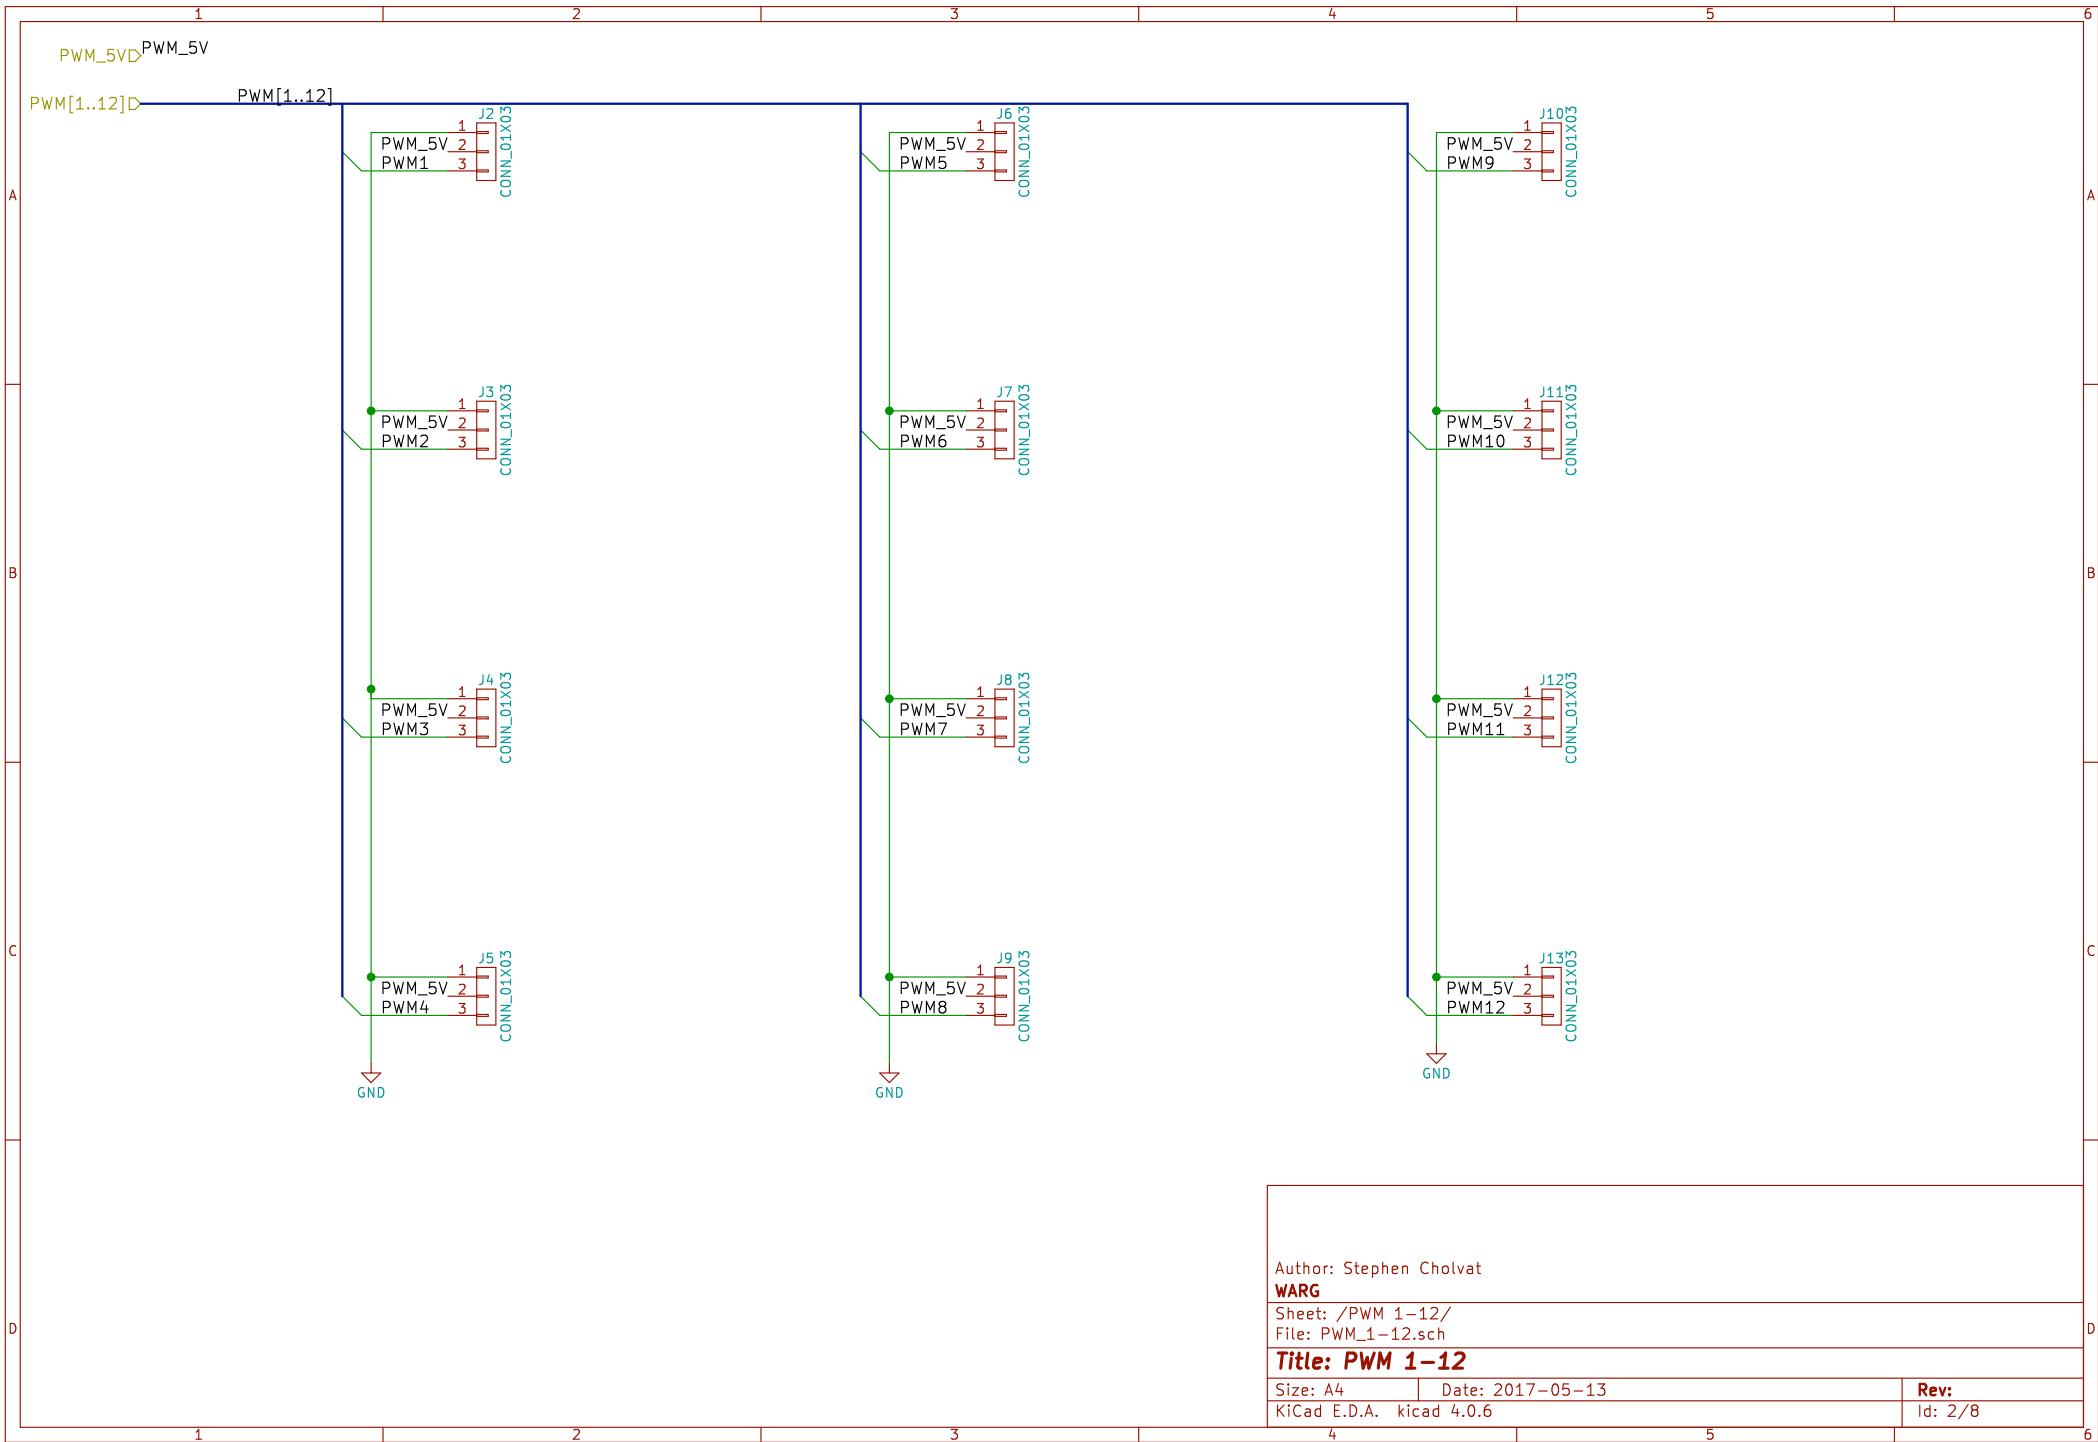 1 2 3 4 5 6
PWM_5V PWM_5V
PWM[1..12] PWM[1..12]
J2 CONN_01X03
1
PWM_5V 2
PWM1 3
J6 CONN_01X03
1
PWM_5V 2
PWM5 3
J10 CONN_01X03
1
PWM_5V 2
PWM9 3
A A
J3 CONN_01X03
1
PWM_5V 2
PWM2 3
J7 CONN_01X03
1
PWM_5V 2
PWM6 3
J11 CONN_01X03
1
PWM_5V 2
PWM10 3
B B
J4 CONN_01X03
1
PWM_5V 2
PWM3 3
J8 CONN_01X03
1
PWM_5V 2
PWM7 3
J12 CONN_01X03
1
PWM_5V 2
PWM11 3
C C
J5 CONN_01X03
1
PWM_5V 2
PWM4 3
J9 CONN_01X03
1
PWM_5V 2
PWM8 3
J13 CONN_01X03
1
PWM_5V 2
PWM12 3
GND GND GND
Author: Stephen Cholvat
WARG
Sheet: /PWM 1-12/
File: PWM_1-12.sch
D D
Title: PWM 1-12
Size: A4 Date: 2017-05-13 Rev:
KiCad E.D.A. kicad 4.0.6 Id: 2/8
1 2 3 4 5 6